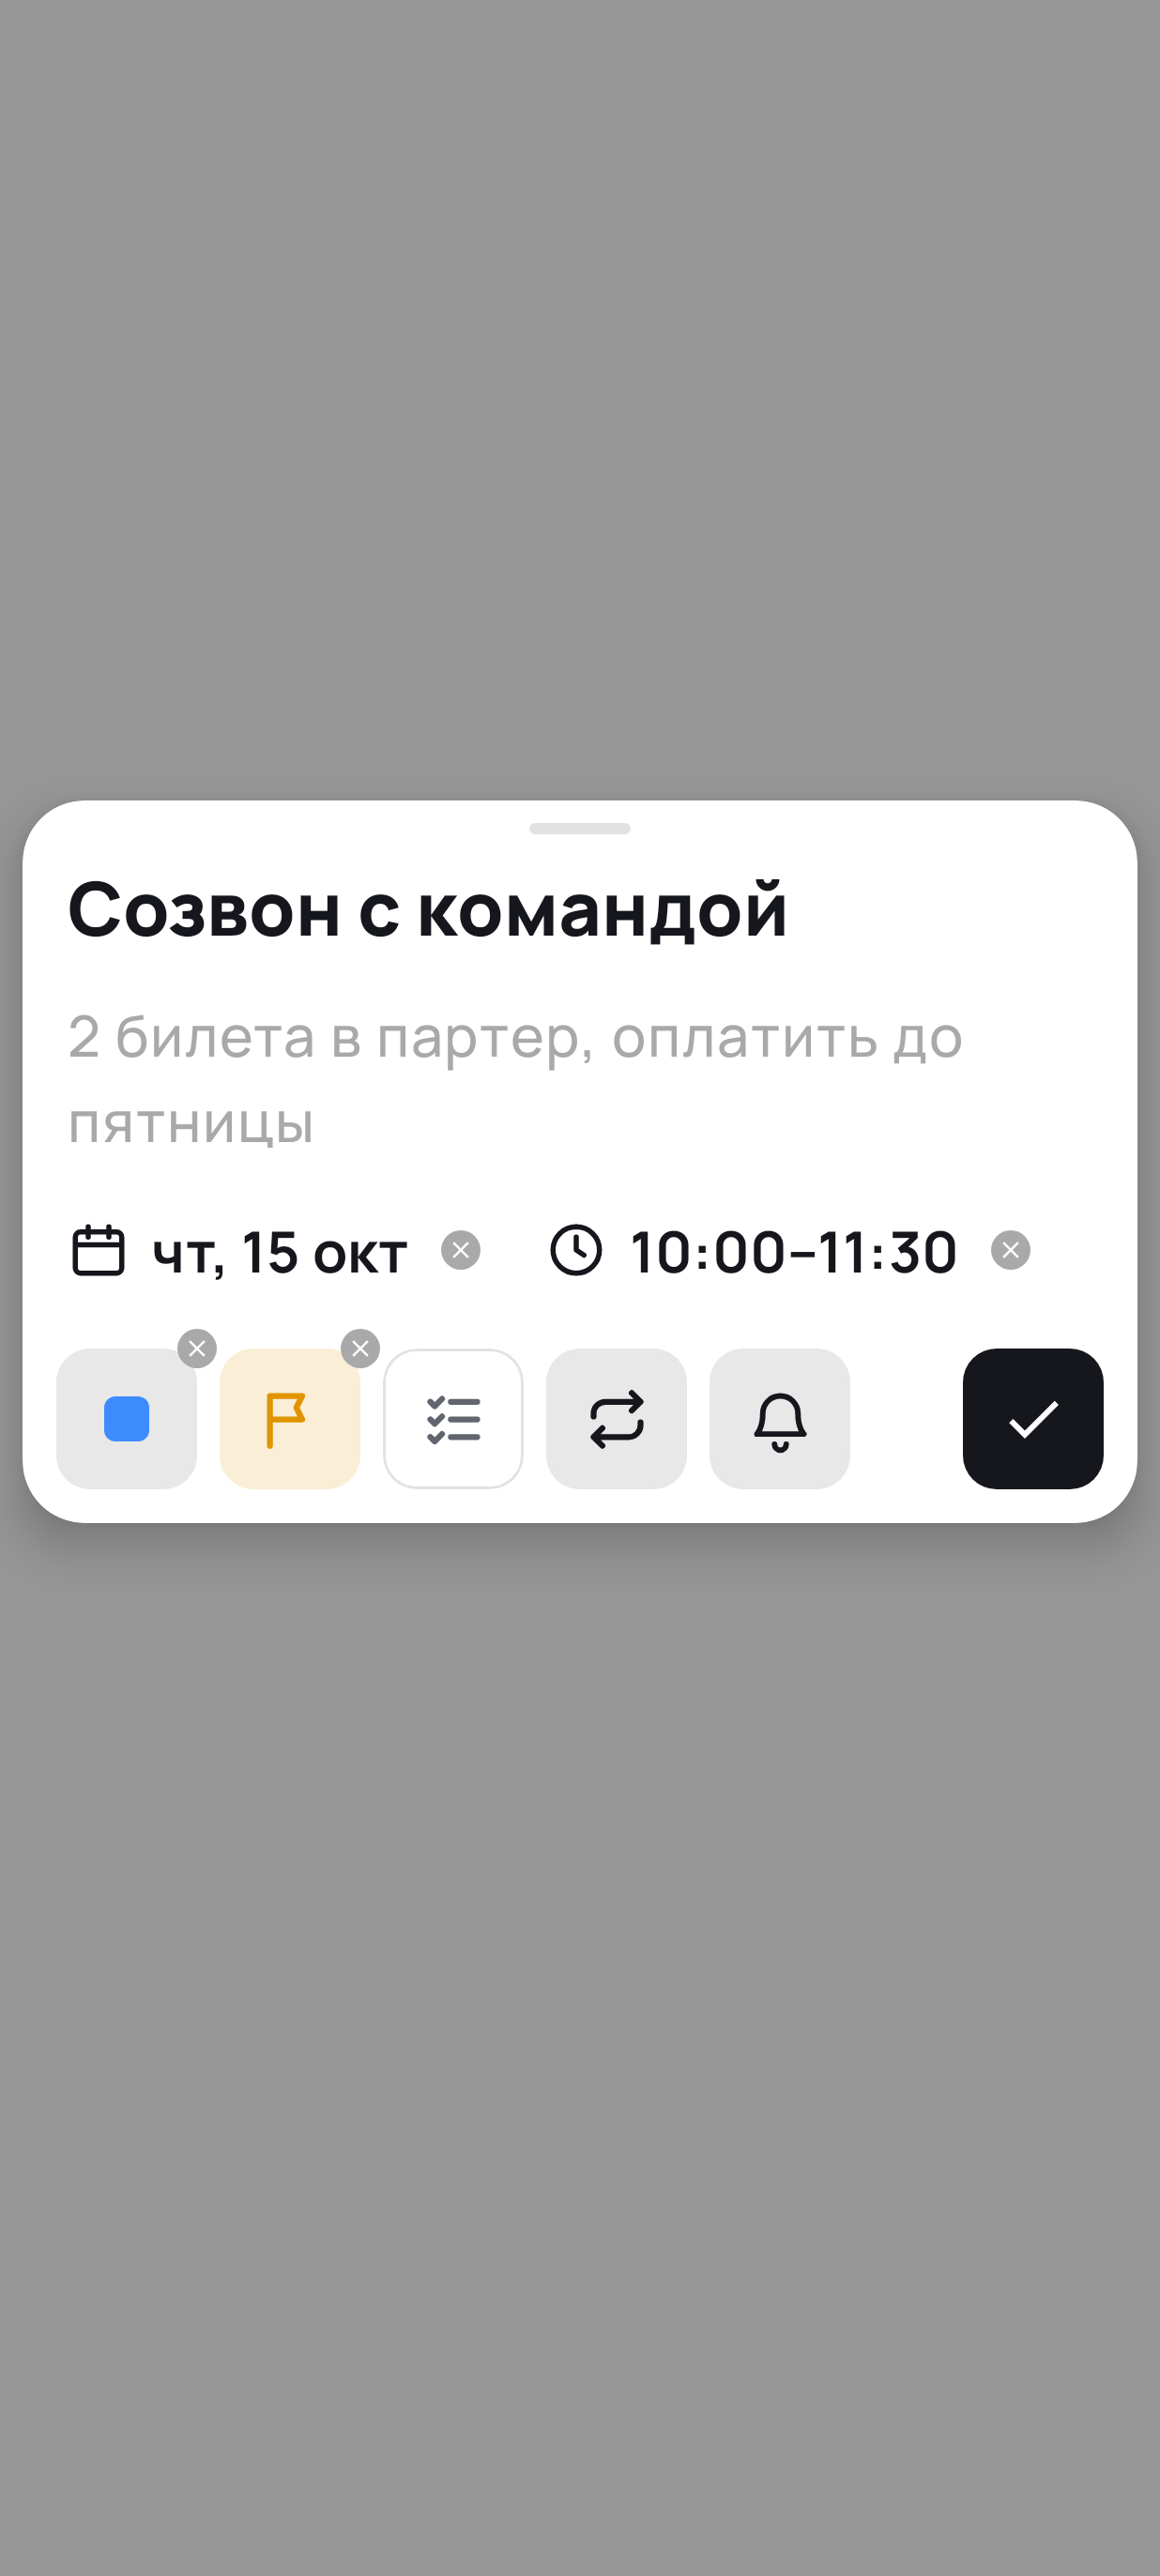 Созвон с командой
2 билета в партер, оплатить до
пятницы
чт, 15 окт
10:00–11:30